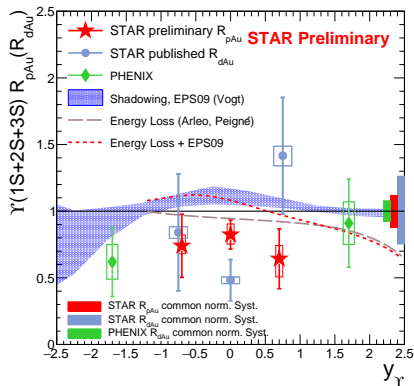 STAR preliminary R_pAu STAR Preliminary
STAR published R_dAu
PHENIX
Shadowing, EPS09 (Vogt)
Energy Loss (Arleo, Peigné)
Energy Loss + EPS09
ϒ(1S+2S+3S) R_pAu(R_dAu)
2.5
2
1.5
1
0.5
0
STAR R_pAu common norm. Syst.
STAR R_dAu common norm. Syst.
PHENIX R_dAu common norm. Syst.
−2.5 −2 −1.5 −1 −0.5 0 0.5 1 1.5 2 2.5
y_ϒ